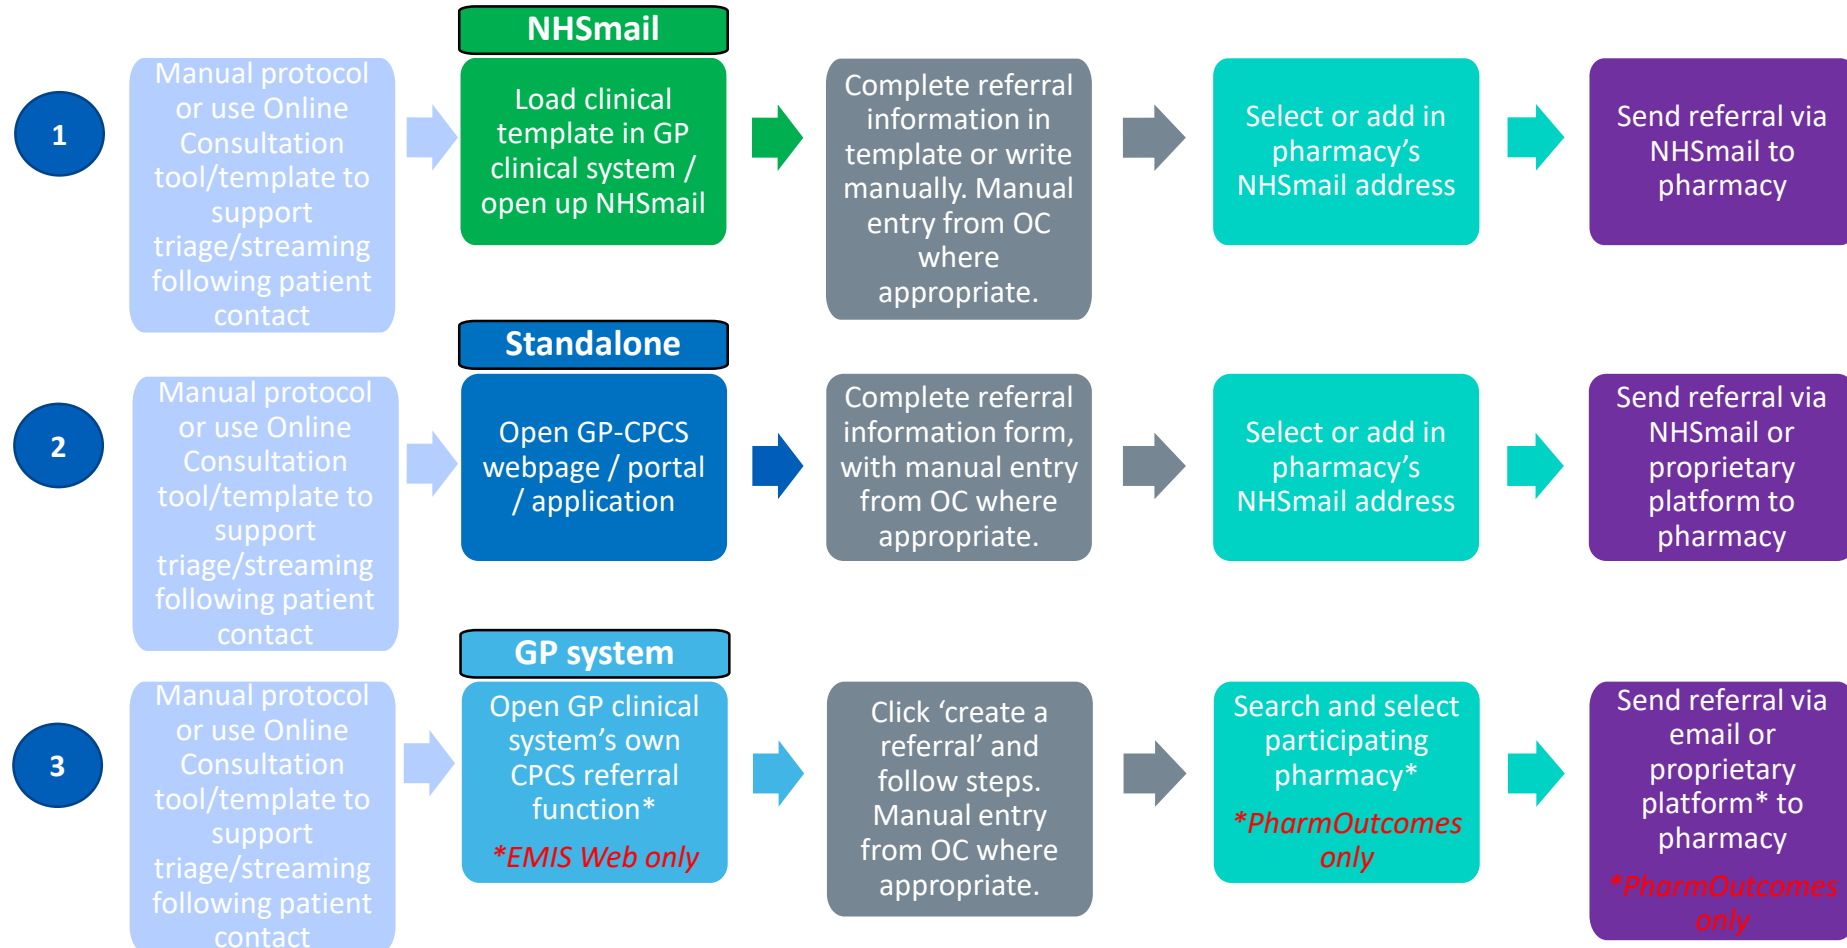 1
Manual protocol
or use Online
Consultation
tool/template to
support
triage/streaming
following patient
contact
NHSmail
Load clinical
template in GP
clinical system /
open up NHSmail
Complete referral
information in
template or write
manually. Manual
entry from OC
where
appropriate.
Select or add in
pharmacy’s
NHSmail address
Send referral via
NHSmail to
pharmacy
2
Manual protocol
or use Online
Consultation
tool/template to
support
triage/streaming
following patient
contact
Standalone
Open GP-CPCS
webpage / portal
/ application
Complete referral
information form,
with manual entry
from OC where
appropriate.
Select or add in
pharmacy’s
NHSmail address
Send referral via
NHSmail or
proprietary
platform to
pharmacy
3
Manual protocol
or use Online
Consultation
tool/template to
support
triage/streaming
following patient
contact
GP system
Open GP clinical
system’s own
CPCS referral
function*
*EMIS Web only
Click ‘create a
referral’ and
follow steps.
Manual entry
from OC where
appropriate.
Search and select
participating
pharmacy*
*PharmOutcomes
only
Send referral via
email or
proprietary
platform* to
pharmacy
*PharmOutcomes
only